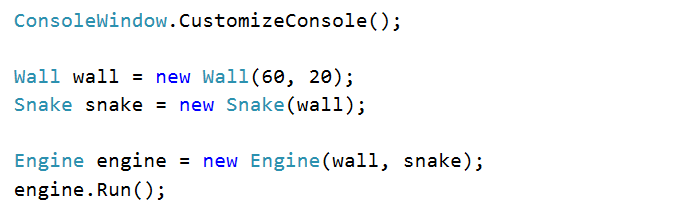 ConsoleWindow.CustomizeConsole();
Wall wall = new Wall(60, 20);
Snake snake = new Snake(wall);
Engine engine = new Engine(wall, snake);
engine.Run();